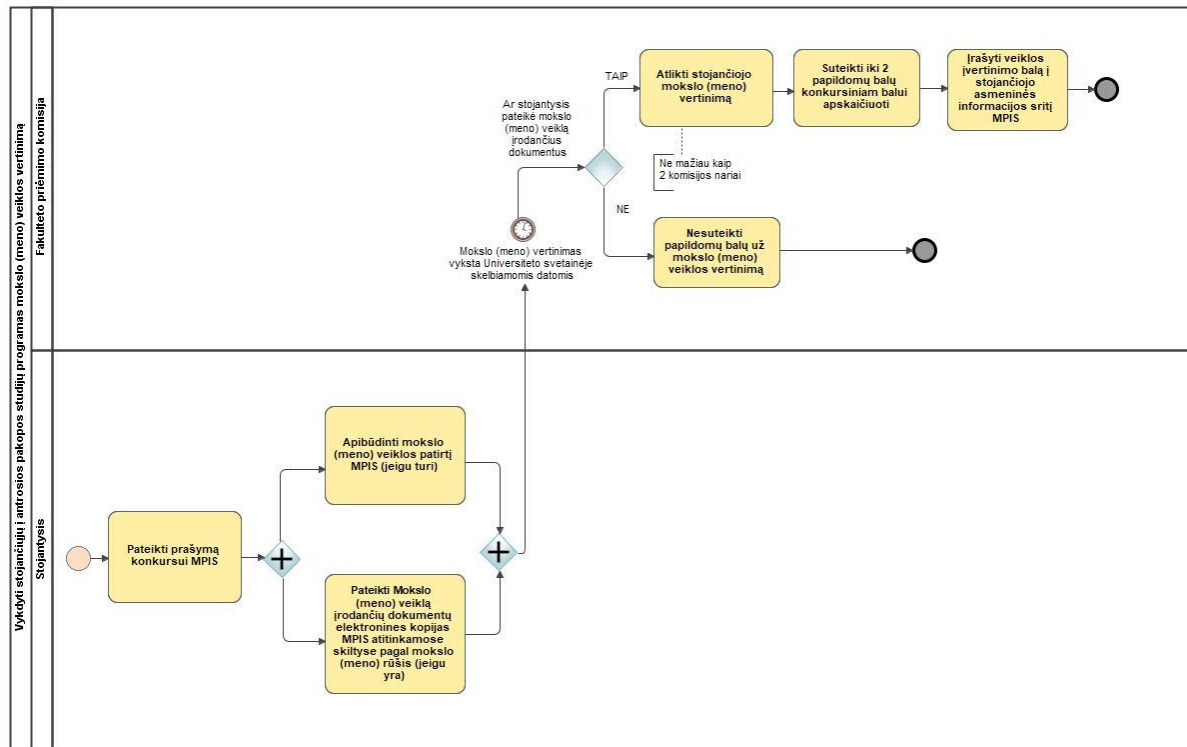 Vykdyti stojančiųjų į antrosios pakopos studijų programas mokslo (meno) veiklos vertinimą
Fakulteto priėmimo komisija
Ar stojantysis
pateikė mokslo
(meno) veiklą
įrodančius
dokumentus
TAIP
Atlikti stojančiojo
mokslo (meno)
vertinimą
Suteikti iki 2
papildomų balų
konkursiniam balui
apskaičiuoti
Įrašyti veiklos
įvertinimo balą į
stojančiojo
asmeninės
informacijos sritį
MPIS
Ne mažiau kaip
2 komisijos nariai
NE
Mokslo (meno) vertinimas
vyksta Universiteto svetainėje
skelbiamomis datomis
Nesuteikti
papildomų balų už
mokslo (meno)
veiklos vertinimą
Stojantysis
Pateikti prašymą
konkursui MPIS
Apibūdinti mokslo
(meno) veiklos patirtį
MPIS (jeigu turi)
Pateikti Mokslo
(meno) veiklą
įrodančių dokumentų
elektronines kopijas
MPIS atitinkamose
skiltyse pagal mokslo
(meno) rūšis (jeigu
yra)